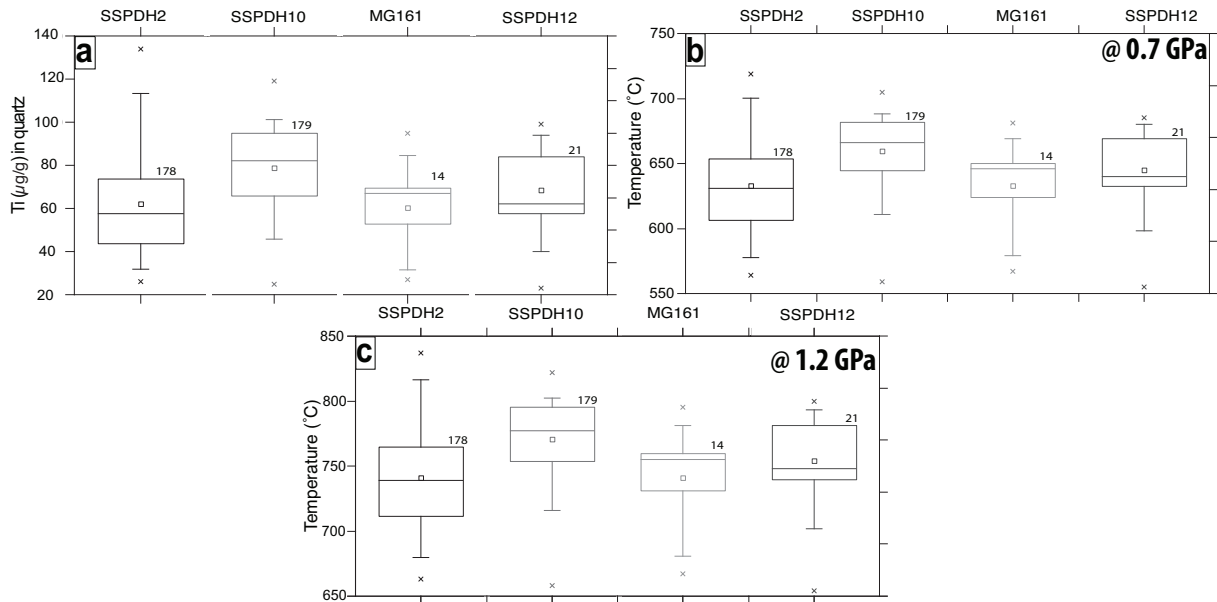 SSPDH2 SSPDH10 MG161 SSPDH12
a
140
120
100
80
60
40
20
Ti (µg/g) in quartz
178
179
14
21
SSPDH2 SSPDH10 MG161 SSPDH12
b
@ 0.7 GPa
750
700
650
600
550
Temperature (˚C)
178
179
14
21
SSPDH2 SSPDH10 MG161 SSPDH12
c
@ 1.2 GPa
850
800
750
700
650
Temperature (˚C)
178
179
14
21